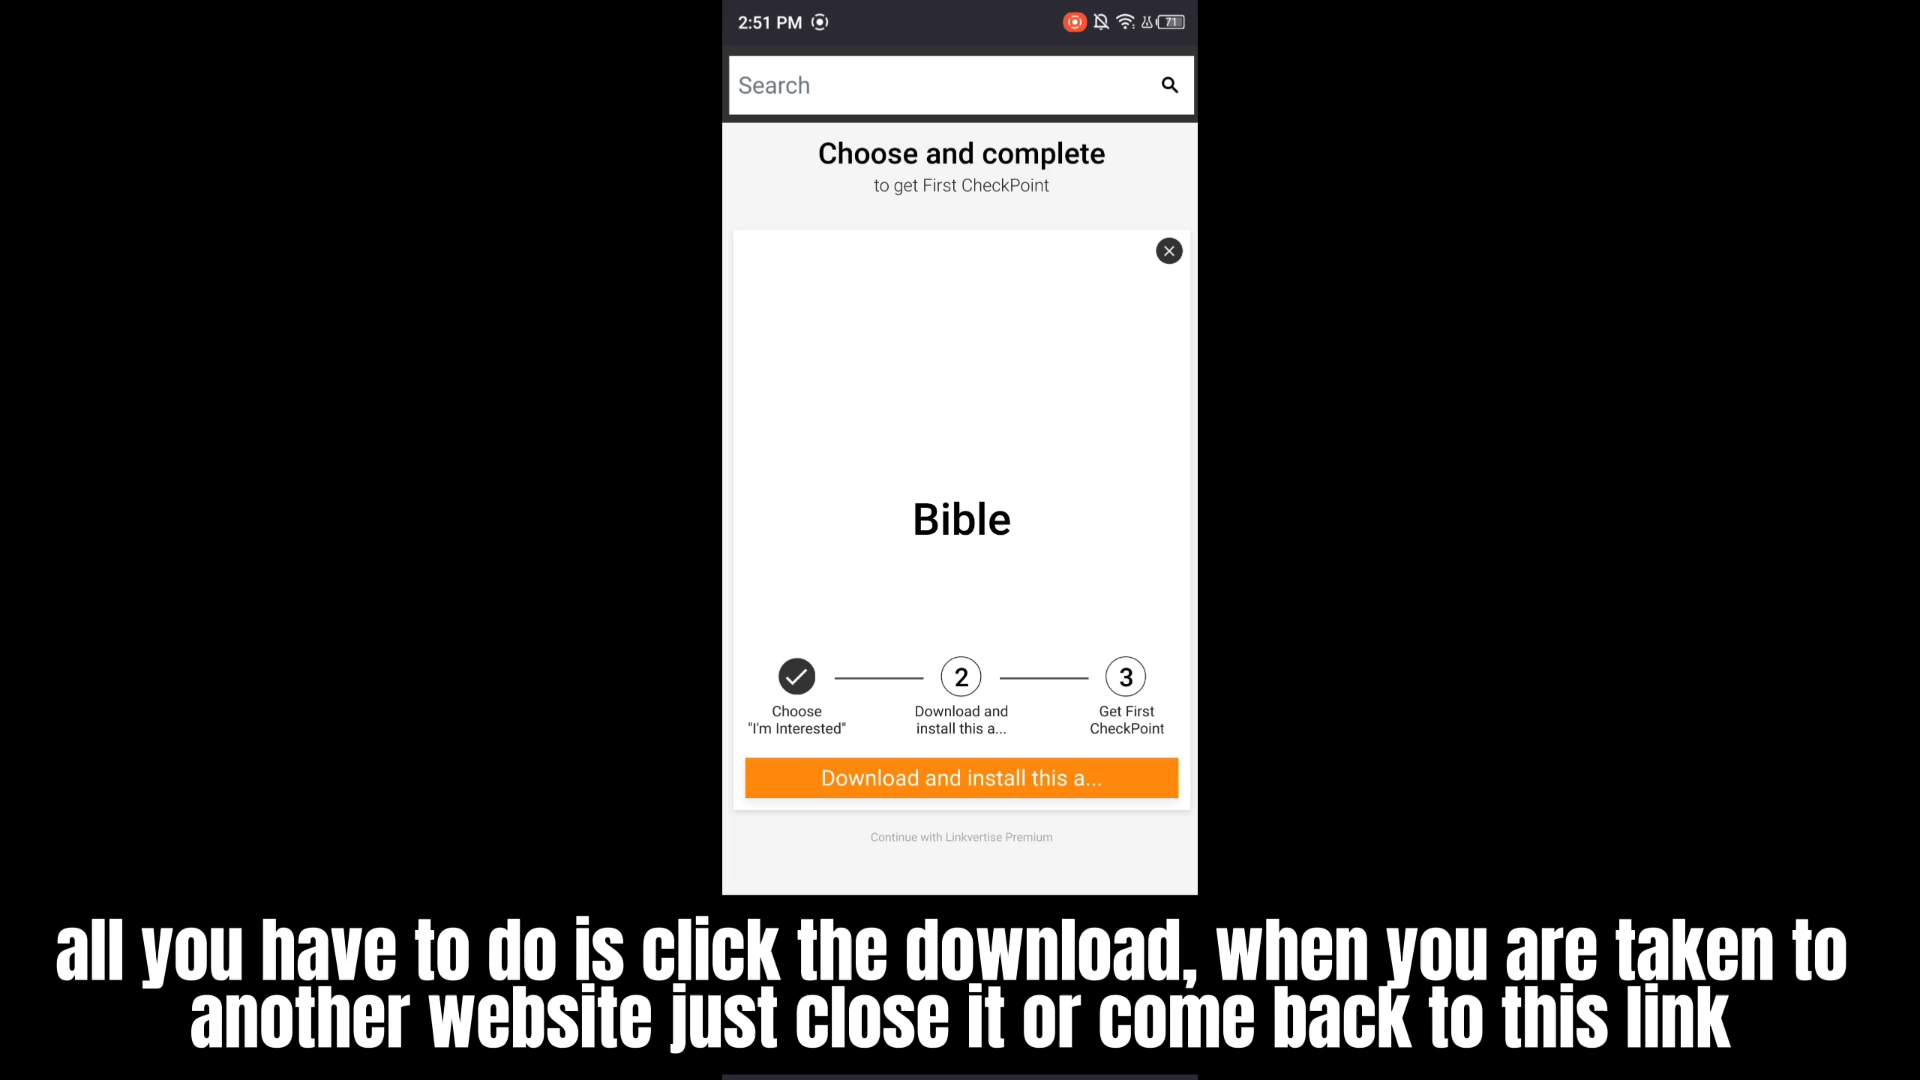 2:51 PM
71
Search
Choose and complete
to get First CheckPoint
Bible
2
3
Choose
"I'm Interested"
Download and
install this a...
Get First
CheckPoint
Download and install this a...
Continue with Linkvertise Premium
all you have to do is click the download, when you are taken to
another website just close it or come back to this link